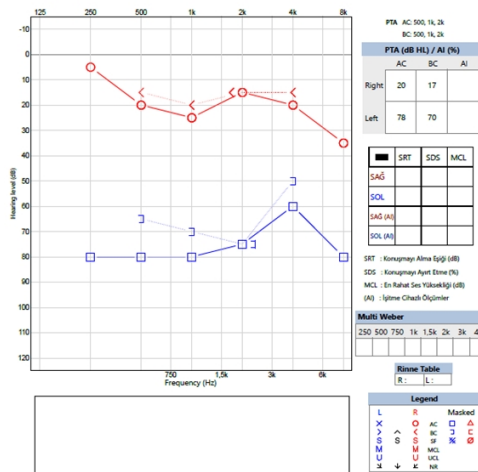 125 250 500 1k 2k 4k 8k
-10
0
10
20
30
40
50
60
70
80
90
100
110
120
Hearing level (dB)
750 1,5k 3k 6k
Frequency (Hz)
PTA AC: 500, 1k, 2k
BC: 500, 1k, 2k
PTA (dB HL) / AI (%)
AC BC AI
Right 20 17
Left 78 70
SRT SDS MCL
SAĞ
SOL
SAĞ (AI)
SOL (AI)
SRT : Konuşmayı Alma Eşiği (dB)
SDS : Konuşmayı Ayırt Etme (%)
MCL : En Rahat Ses Yüksekliği (dB)
(AI) : İşitme Cihazlı Ölçümler
Multi Weber
250 500 750 1k 1,5k 2k 3k 4
Rinne Table
R : L :
Legend
L R Masked
AC
BC
S S S SF
M M MCL
U U UCL
NR